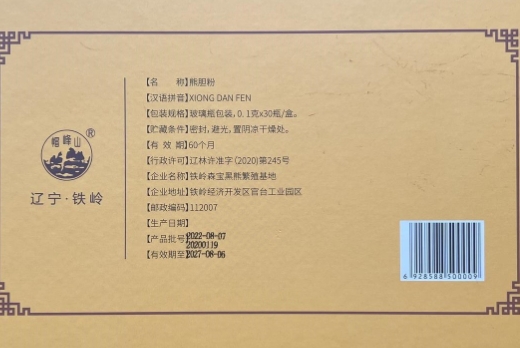 帽峰山
®
辽宁·铁岭
【名 称】熊胆粉
【汉语拼音】XIONG DAN FEN
【包装规格】玻璃瓶包装，0.1克x30瓶/盒。
【贮藏条件】密封，避光，置阴凉干燥处。
【有 效 期】60个月
【行政许可】辽林许准字（2020）第245号
【企业名称】铁岭森宝黑熊繁殖基地
【企业地址】铁岭经济开发区官台工业园区
【邮政编码】112007
【生产日期】
2022-08-07
【产品批号】
20200119
【有效期至】2027-08-06
6 928588 500009